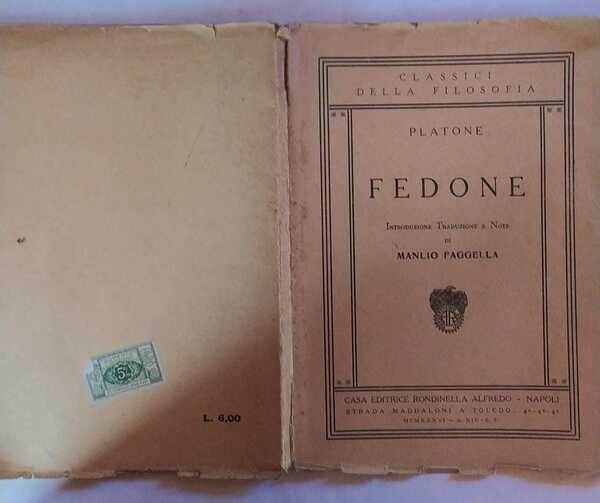 CLASSICI
DELLA FILOSOFIA
PLATONE
FEDONE
INTRODUZIONE TRADUZIONE E NOTE
DI
MANLIO FAGGELLA
CASA EDITRICE RONDINELLA ALFREDO - NAPOLI
STRADA MADDALONI A TOLEDO,
L. 6,00